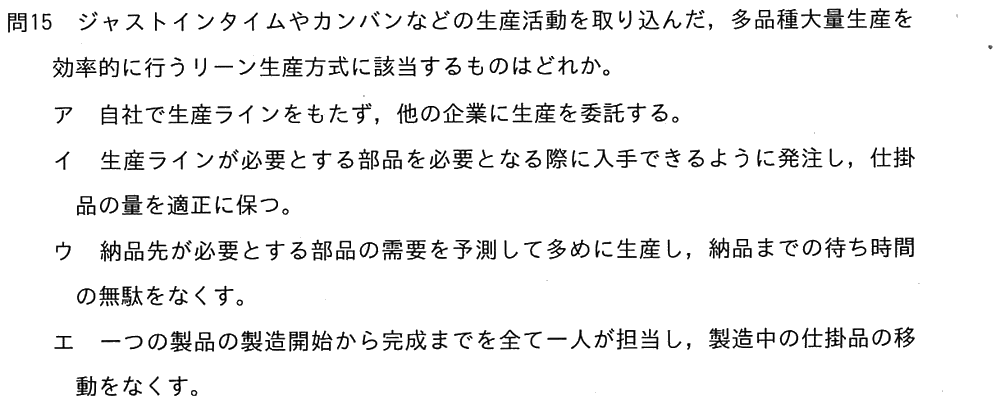 問15　ジャストインタイムやカンバンなどの生産活動を取り込んだ，多品種大量生産を
効率的に行うリーン生産方式に該当するものはどれか。
ア　自社で生産ラインをもたず，他の企業に生産を委託する。
イ　生産ラインが必要とする部品を必要となる際に入手できるように発注し，仕掛
品の量を適正に保つ。
ウ　納品先が必要とする部品の需要を予測して多めに生産し，納品までの待ち時間
の無駄をなくす。
エ　一つの製品の製造開始から完成までを全て一人が担当し，製造中の仕掛品の移
動をなくす。